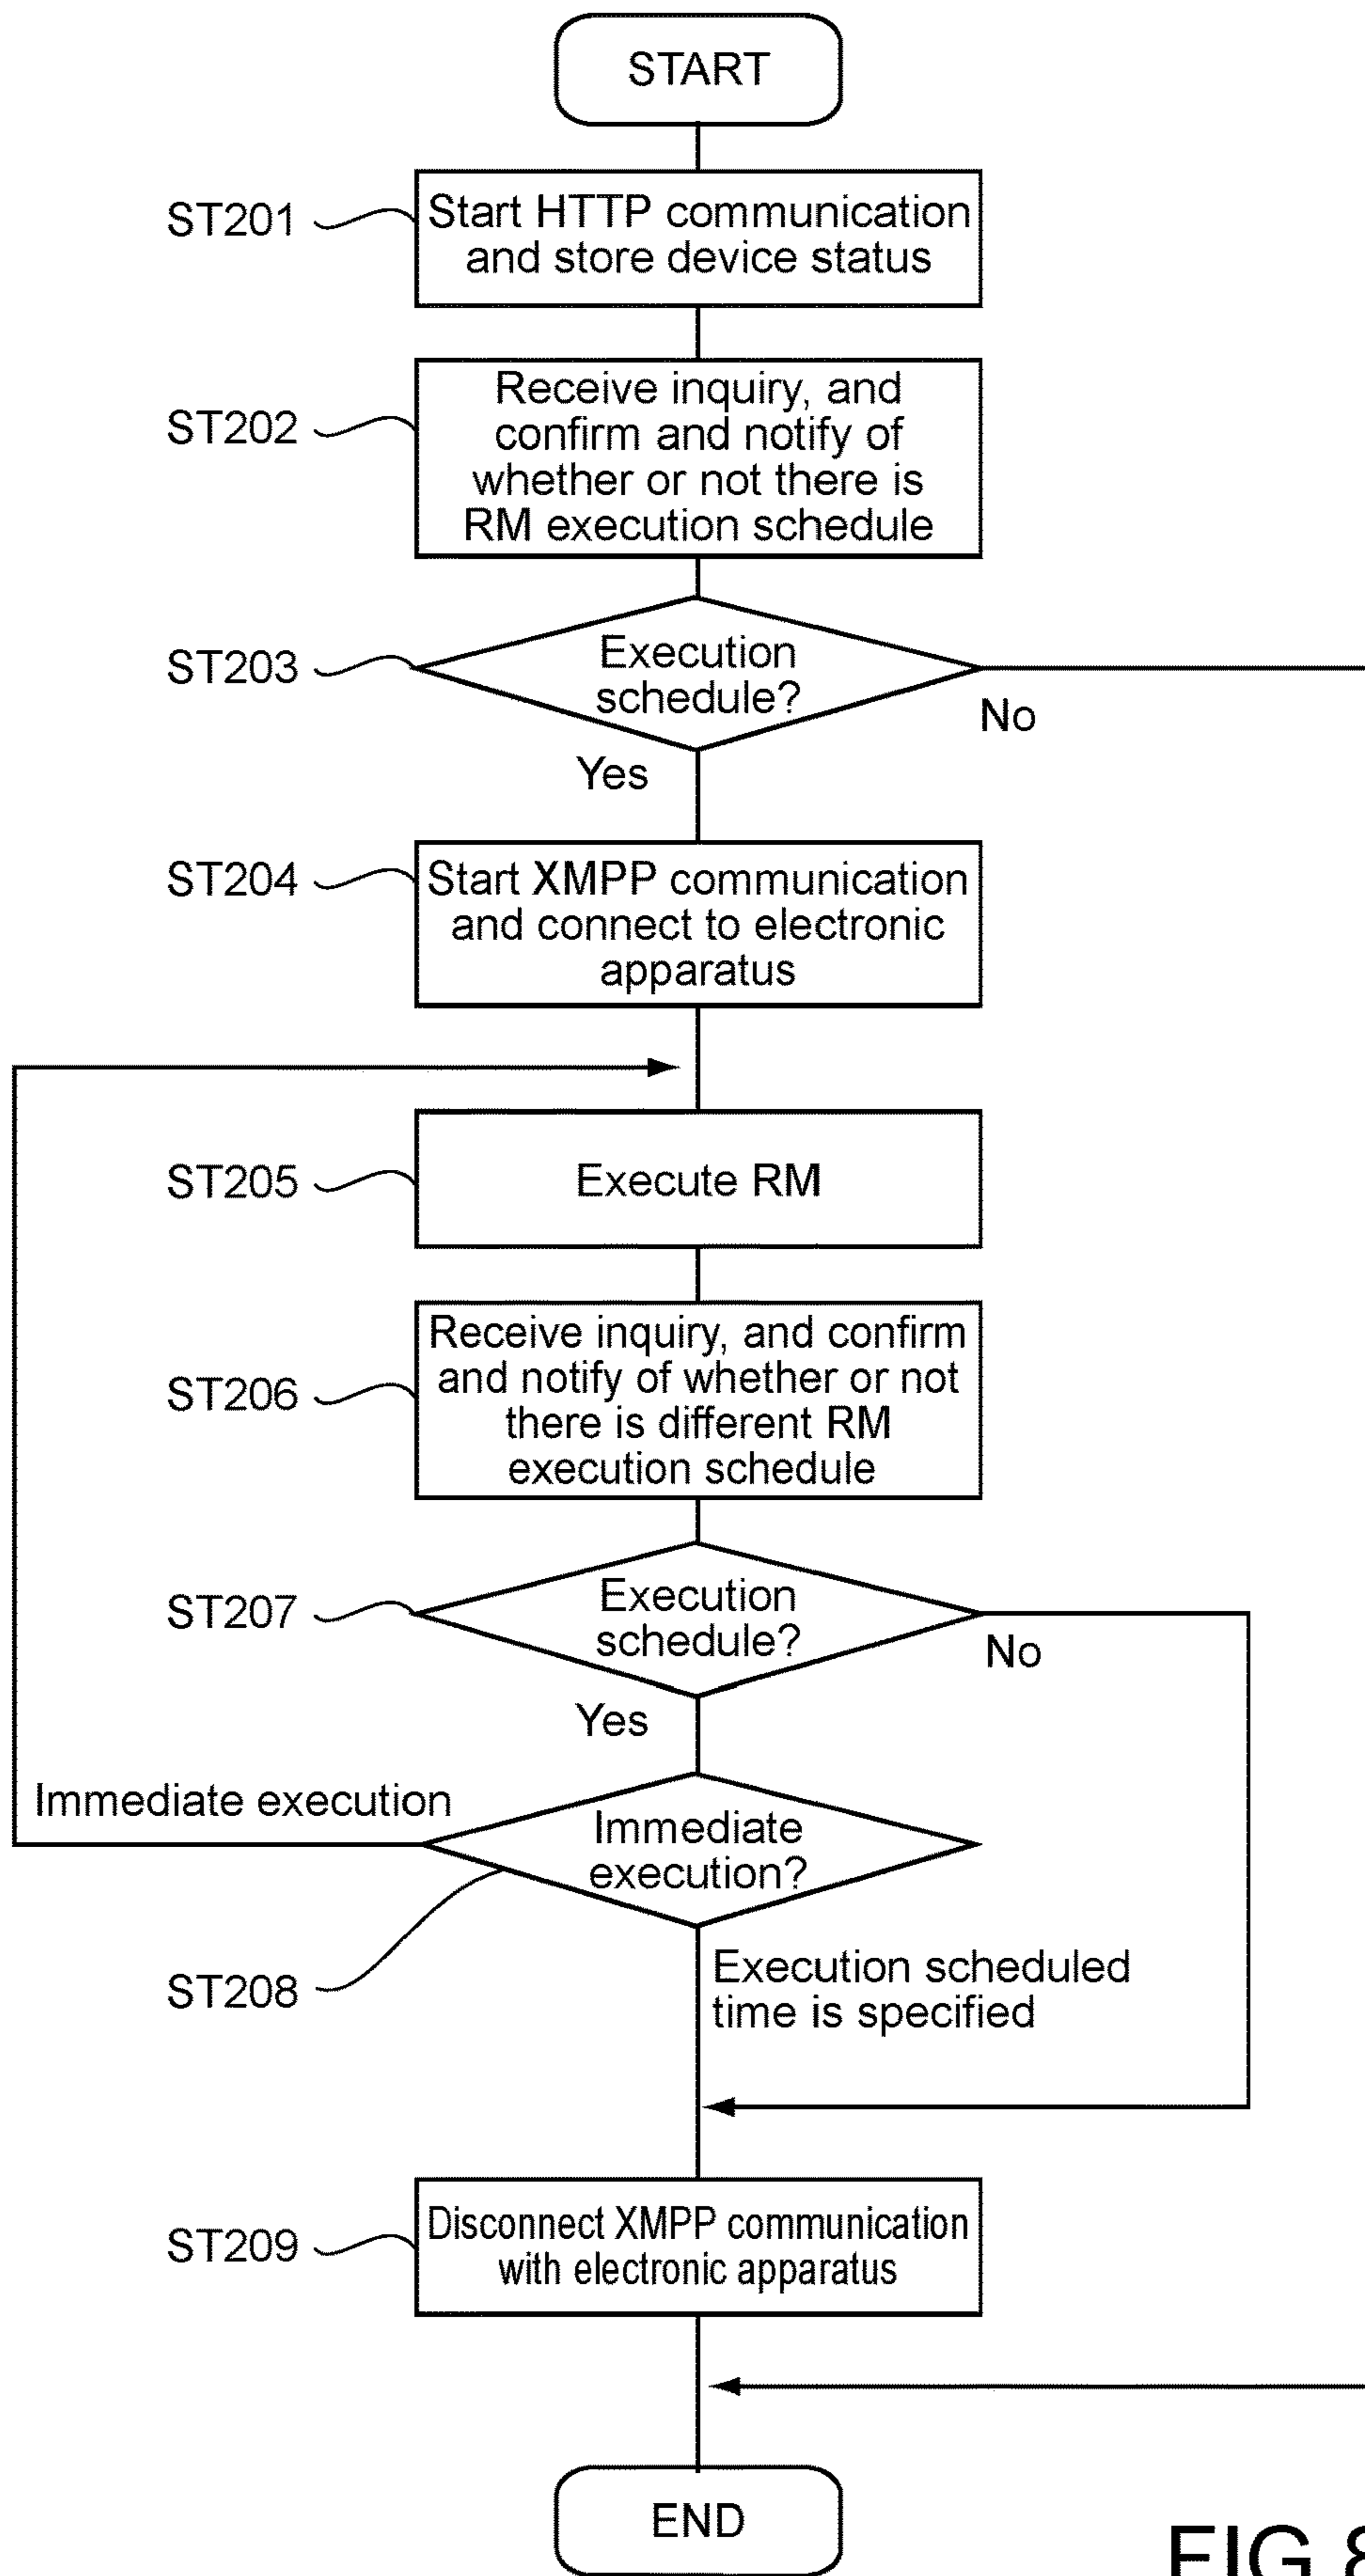 START
ST201
Start HTTP communication
and store device status
ST202
Receive inquiry, and
confirm and notify of
whether or not there is
RM execution schedule
ST203
Execution
schedule?
No
Yes
ST204
Start XMPP communication
and connect to electronic
apparatus
ST205
Execute RM
ST206
Receive inquiry, and confirm
and notify of whether or not
there is different RM
execution schedule
ST207
Execution
schedule?
No
Yes
Immediate execution
Immediate
execution?
ST208
Execution scheduled
time is specified
ST209
Disconnect XMPP communication
with electronic apparatus
END
FIG.8